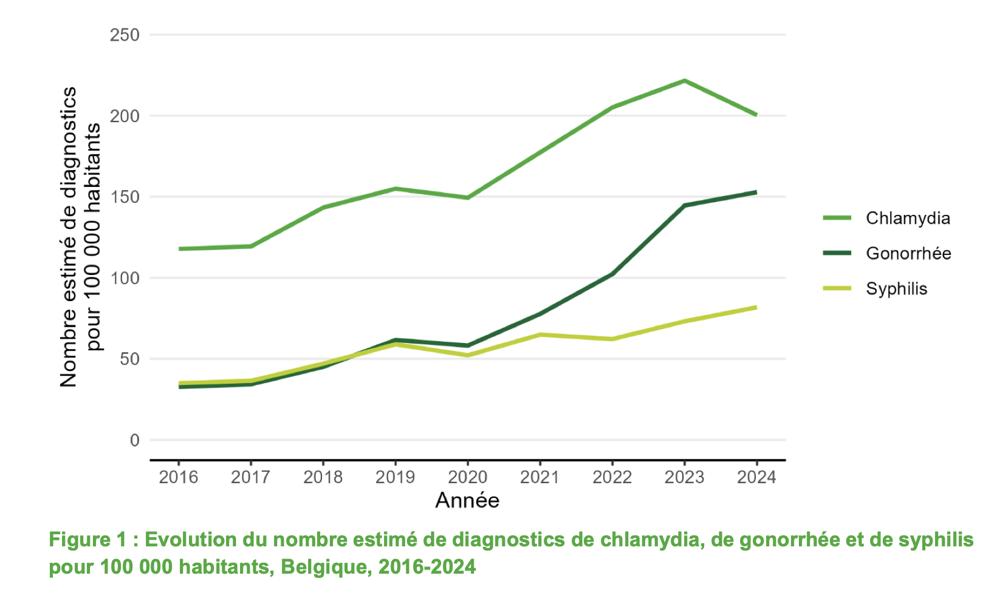 250
200
150
100
50
0
Nombre estimé de diagnostics
pour 100 000 habitants
2016 2017 2018 2019 2020 2021 2022 2023 2024
Année
Chlamydia
Gonorrhée
Syphilis
Figure 1 : Evolution du nombre estimé de diagnostics de chlamydia, de gonorrhée et de syphilis
pour 100 000 habitants, Belgique, 2016-2024